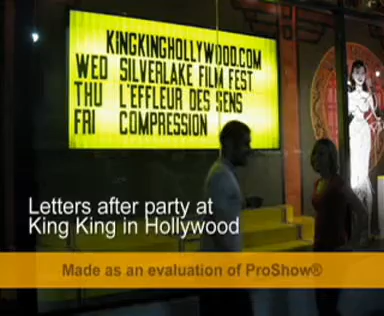 KINGKINGHOLLYWOOD.COM
WED SILVERLAKE FILM FEST
THU L'EFFLEUR DES SENS
FRI COMPRESSION
Letters after party at
King King in Hollywood
Made as an evaluation of ProShow®